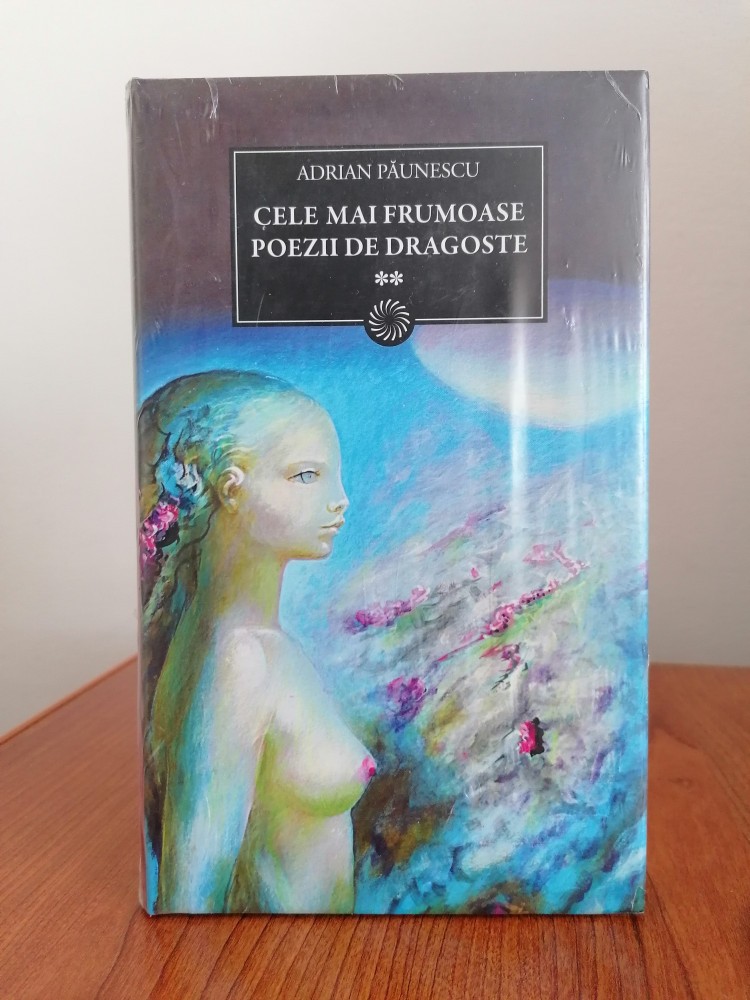 ADRIAN PĂUNESCU
CELE MAI FRUMOASE
POEZII DE DRAGOSTE
**